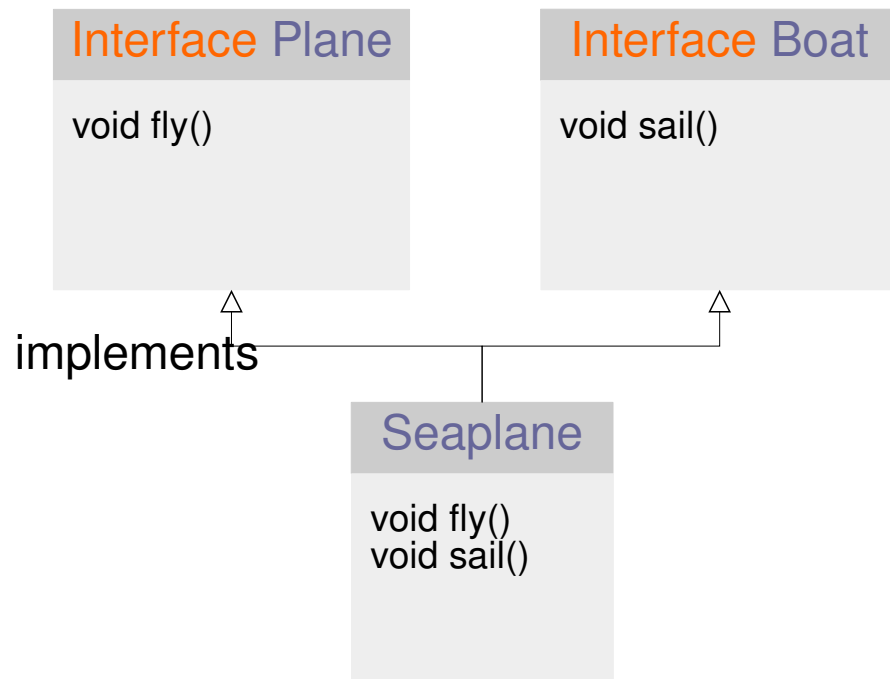 Interface Plane
void fly()
Interface Boat
void sail()
implements
Seaplane
void fly()
void sail()